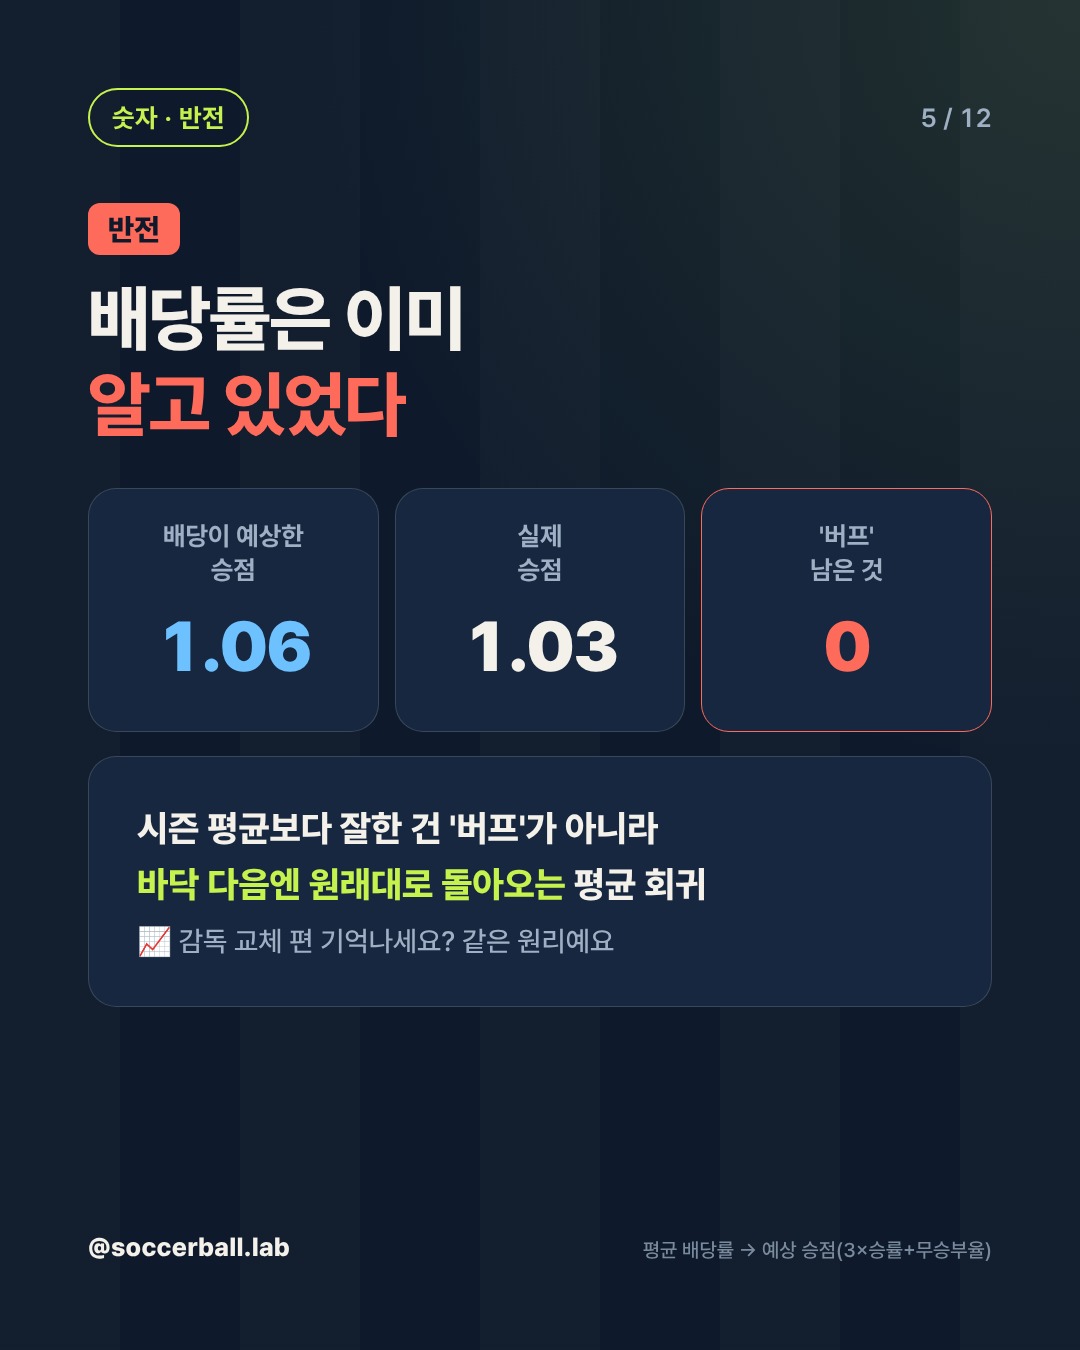 숫자 · 반전
5 / 12
반전
배당률은 이미
알고 있었다
배당이 예상한
승점
1.06
실제
승점
1.03
'버프'
남은 것
0
시즌 평균보다 잘한 건 '버프'가 아니라
바닥 다음엔 원래대로 돌아오는 평균 회귀
📈 감독 교체 편 기억나세요? 같은 원리예요
@soccerball.lab
평균 배당률 → 예상 승점(3×승률+무승부율)